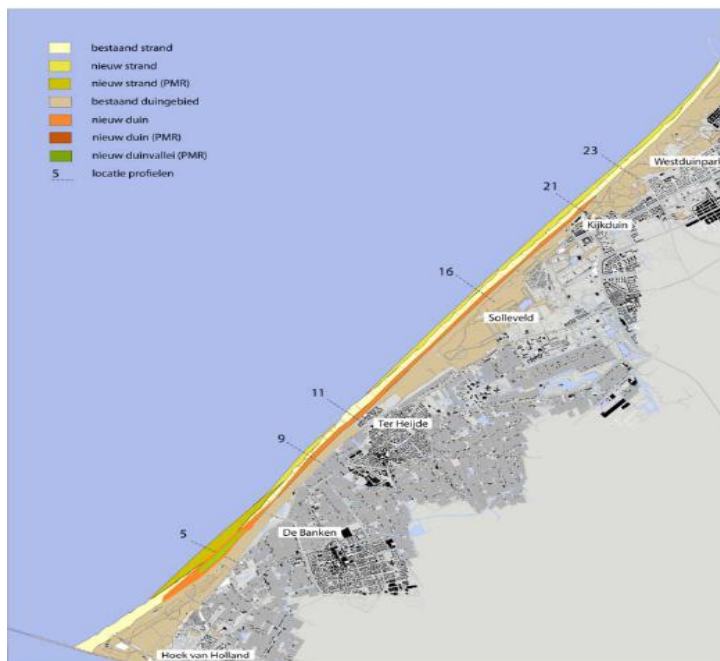 bestaand strand
nieuw strand
nieuw strand (PMR)
bestaand duingebied
nieuw duin
nieuw duin (PMR)
nieuw duinvallei (PMR)
5 locatie profielen
23
Westduinpark
21
Kijkduin
16
Solleveld
11
Ter Heijde
9
De Banken
5
Hoek van Holland